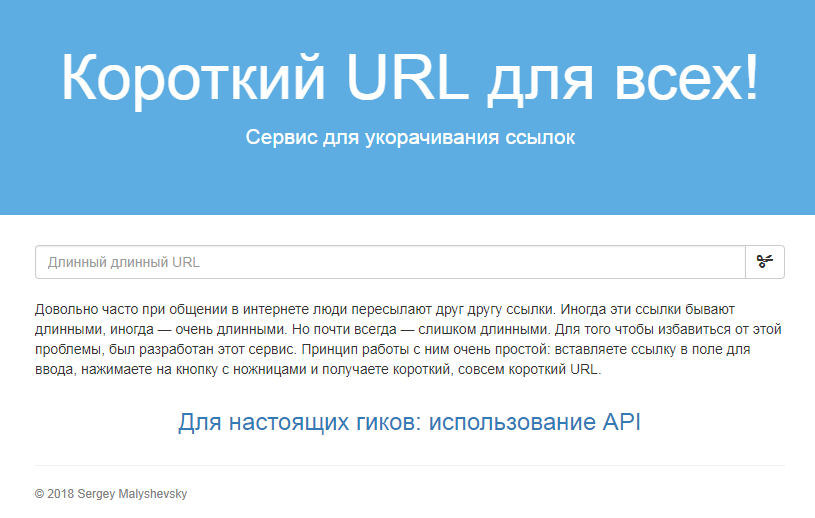 Короткий URL для всех!
Сервис для укорачивания ссылок
Длинный длинный URL
Довольно часто при общении в интернете люди пересылают друг другу ссылки. Иногда эти ссылки бывают
длинными, иногда — очень длинными. Но почти всегда — слишком длинными. Для того чтобы избавиться от этой
проблемы, был разработан этот сервис. Принцип работы с ним очень простой: вставляете ссылку в поле для
ввода, нажимаете на кнопку с ножницами и получаете короткий, совсем короткий URL.
Для настоящих гиков: использование API
© 2018 Sergey Malyshevsky